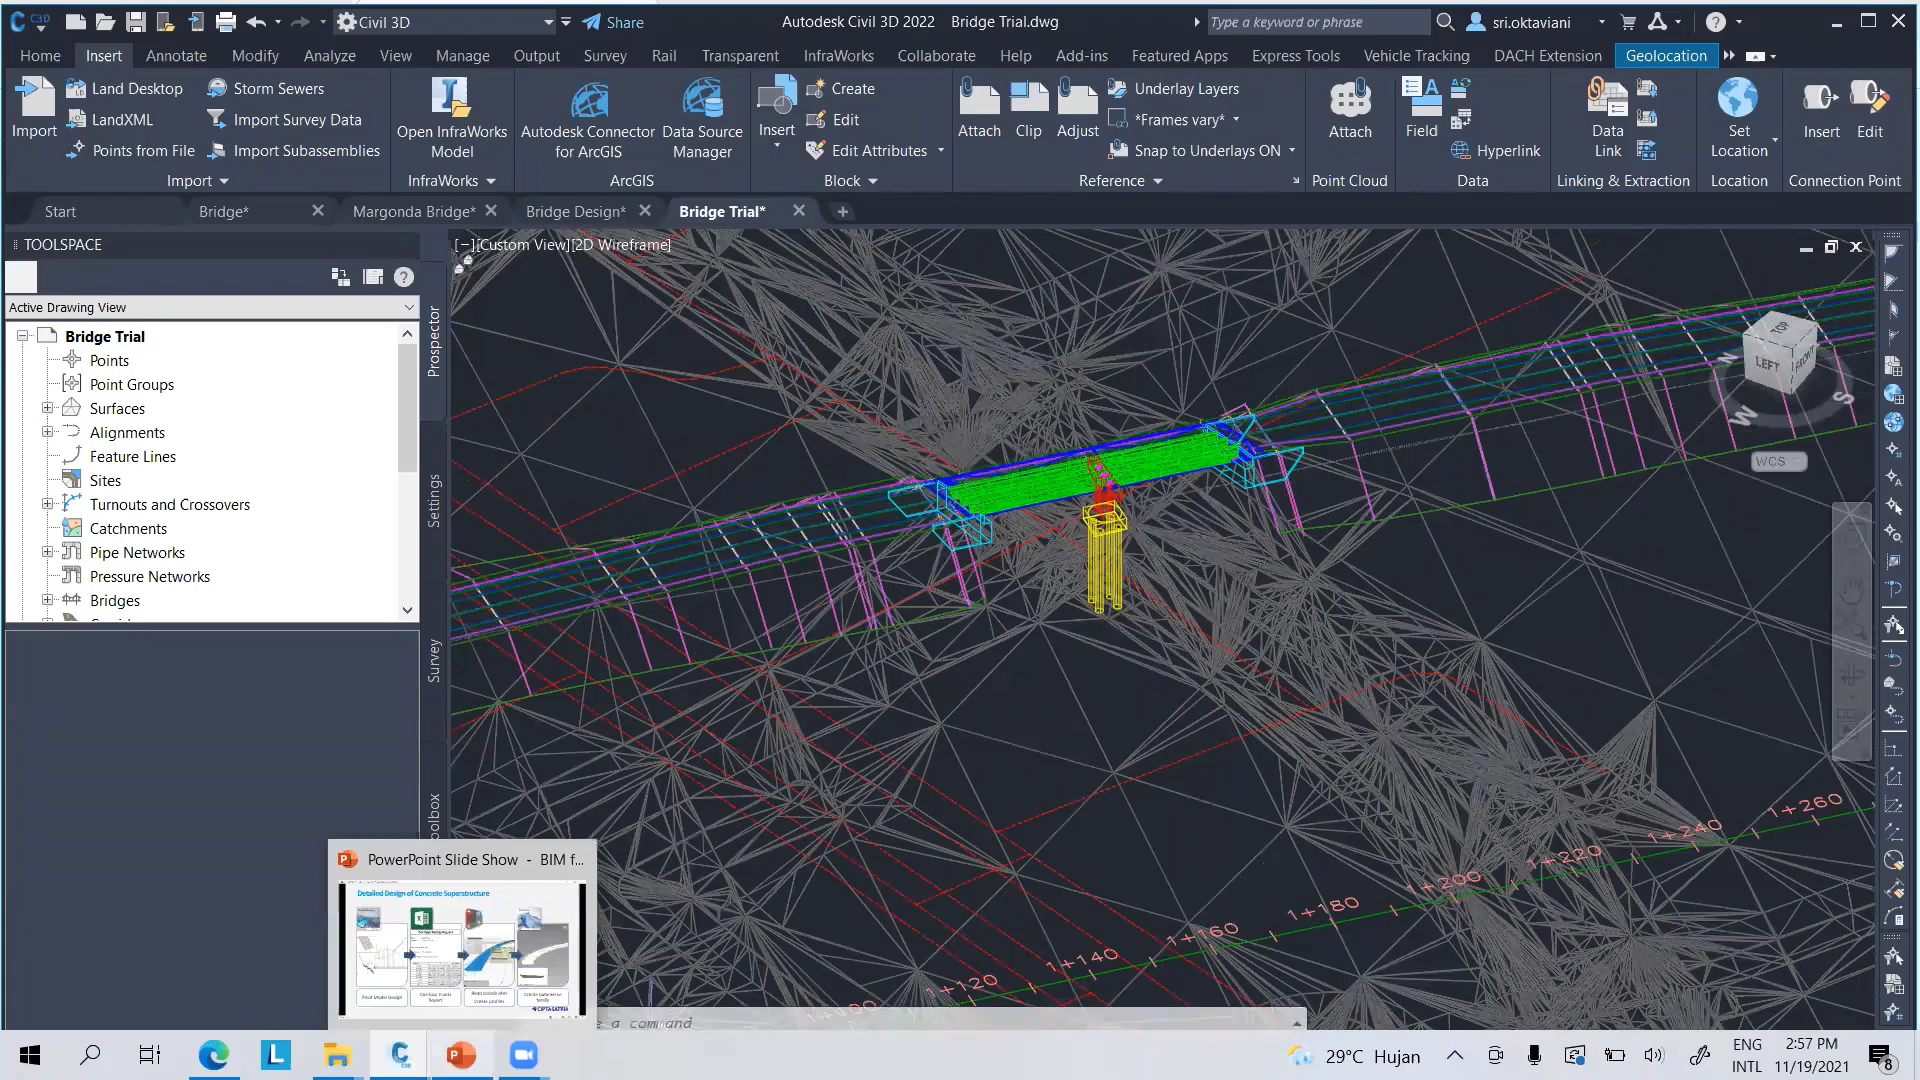 C3D
Civil 3D
Share
Autodesk Civil 3D 2022 Bridge Trial.dwg
Type a keyword or phrase
sri.oktaviani
Home Insert Annotate Modify Analyze View Manage Output Survey Rail Transparent InfraWorks Collaborate Help Add-ins Featured Apps Express Tools Vehicle Tracking DACH Extension Geolocation
Import
Land Desktop
LandXML
Points from File
Storm Sewers
Import Survey Data
Import Subassemblies
Import
Open InfraWorks
Model
InfraWorks
Autodesk Connector
for ArcGIS
Data Source
Manager
ArcGIS
Insert
Create
Edit
Edit Attributes
Block
Attach
Clip
Adjust
Underlay Layers
*Frames vary*
Snap to Underlays ON
Reference
Attach
Point Cloud
Field
Hyperlink
Data
Data
Link
Linking & Extraction
Set
Location
Location
Insert
Edit
Connection Point
Start
Bridge*
Margonda Bridge*
Bridge Design*
Bridge Trial*
TOOLSPACE
Active Drawing View
Bridge Trial
Points
Point Groups
Surfaces
Alignments
Feature Lines
Sites
Turnouts and Crossovers
Catchments
Pipe Networks
Pressure Networks
Bridges
Prospector
Settings
Survey
oolbox
[−][Custom View][2D Wireframe]
TOP
LEFT
FRONT
N
W
S
WCS
1+120
1+140
1+160
1+180
1+200
1+220
1+240
1+260
PowerPoint Slide Show - BIM f...
Detailed Design of Concrete Superstructure
e a command
29°C Hujan
ENG
INTL
2:57 PM
11/19/2021
8